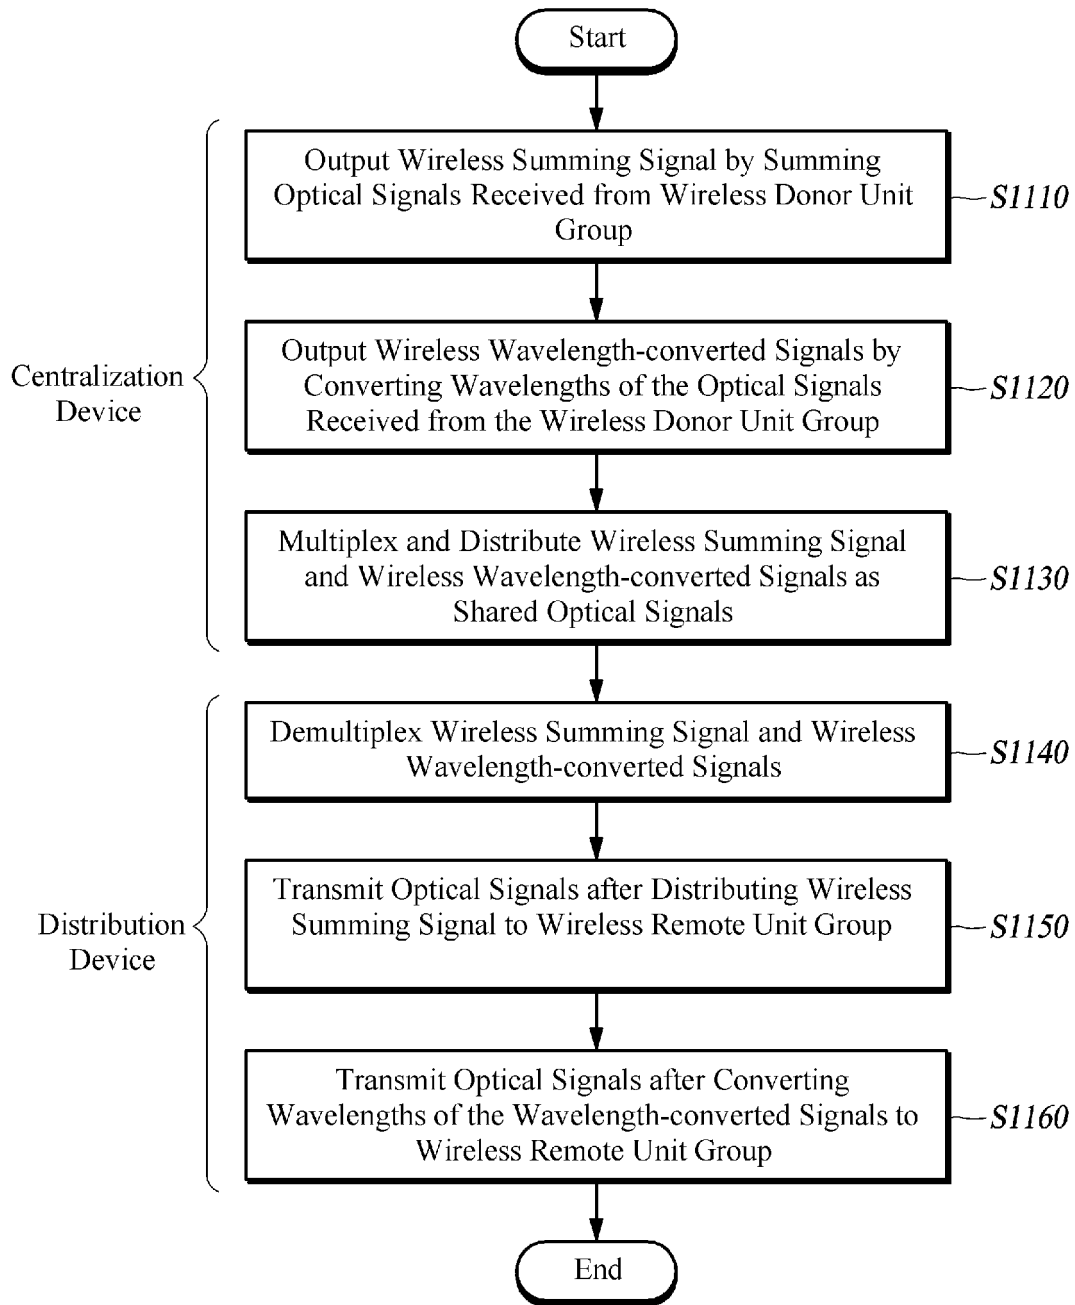 Start
Output Wireless Summing Signal by Summing
Optical Signals Received from Wireless Donor Unit
Group
S1110
Output Wireless Wavelength-converted Signals by
Converting Wavelengths of the Optical Signals
Received from the Wireless Donor Unit Group
S1120
Centralization
Device
Multiplex and Distribute Wireless Summing Signal
and Wireless Wavelength-converted Signals as
Shared Optical Signals
S1130
Demultiplex Wireless Summing Signal and Wireless
Wavelength-converted Signals
S1140
Transmit Optical Signals after Distributing Wireless
Summing Signal to Wireless Remote Unit Group
S1150
Distribution
Device
Transmit Optical Signals after Converting
Wavelengths of the Wavelength-converted Signals to
Wireless Remote Unit Group
S1160
End